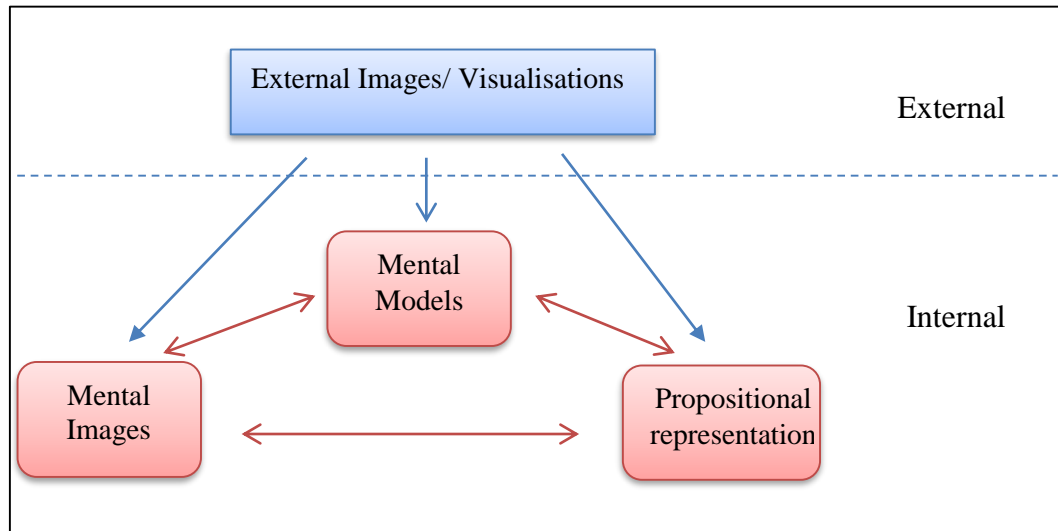 External Images/ Visualisations
External
Mental
Models
Internal
Mental
Images
Propositional
representation